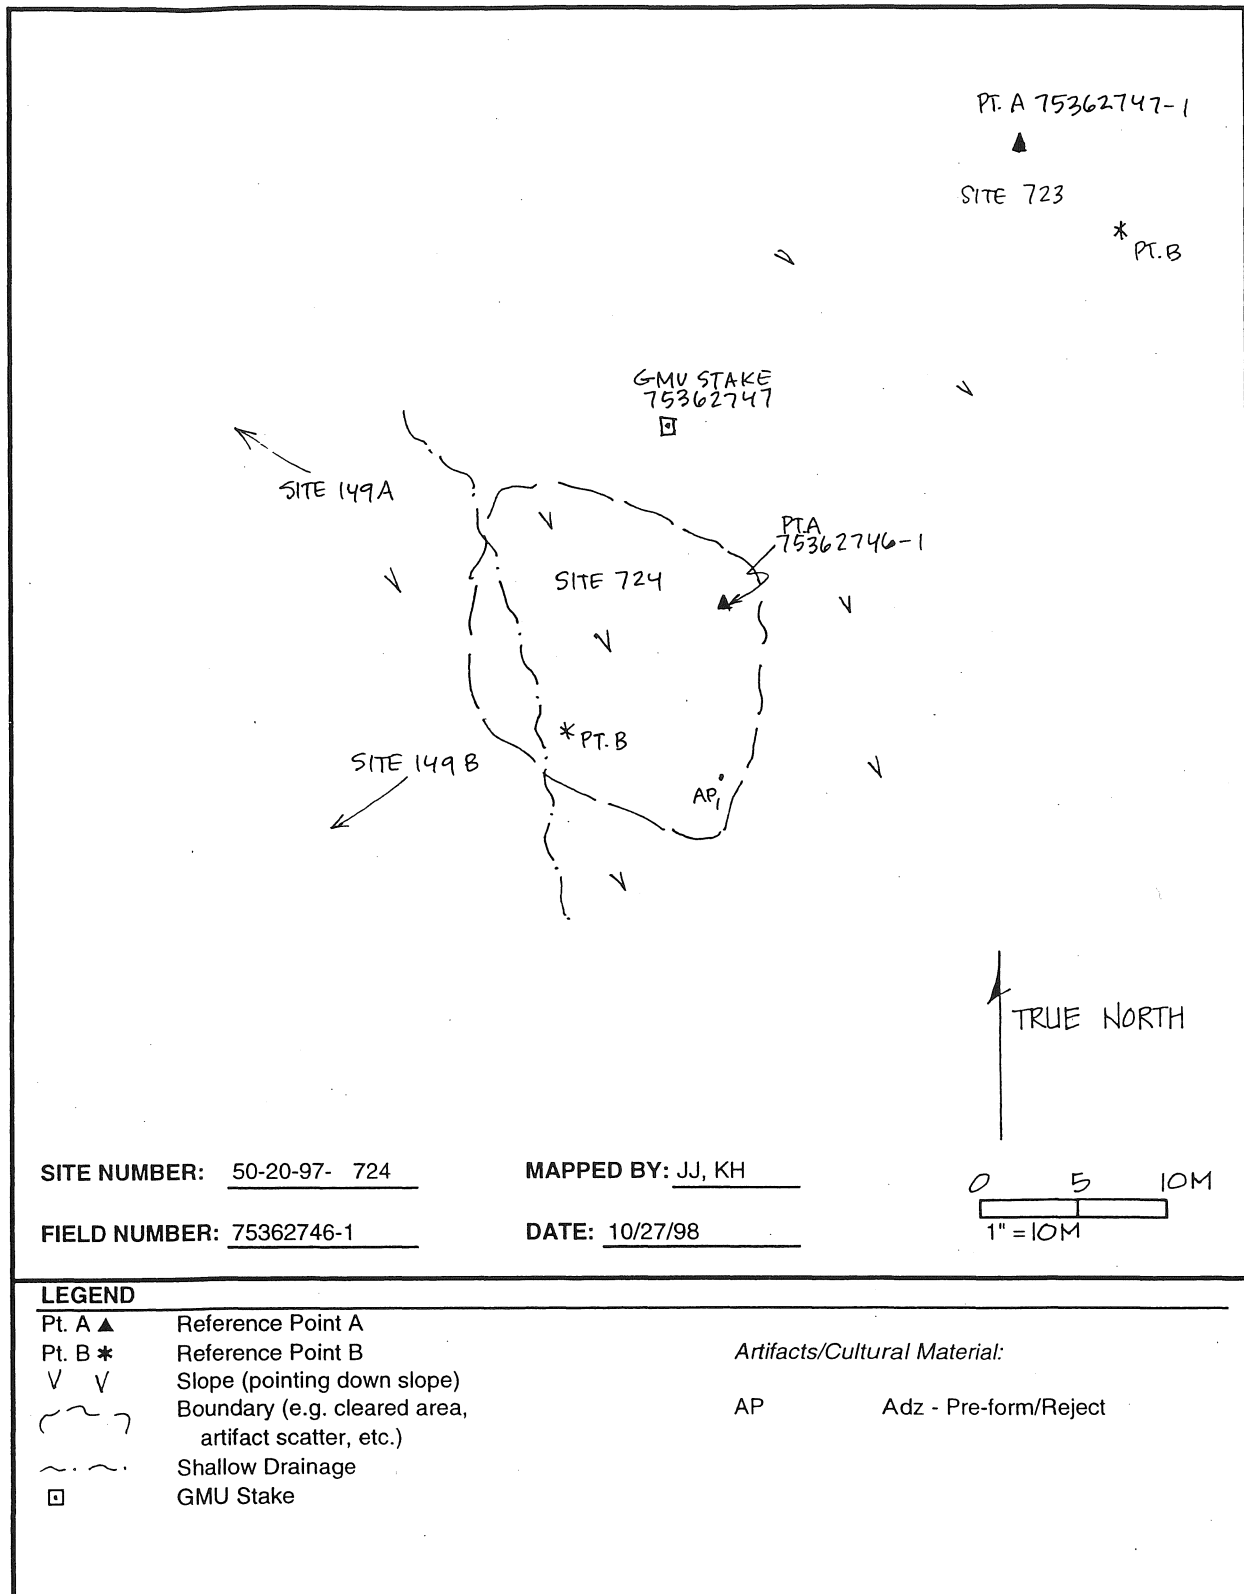 PT. A 75362747-1
SITE 723
PT. B
GMU STAKE
75362747
SITE 149A
PT.A
75362746-1
SITE 724
PT. B
SITE 149 B
AP1
TRUE NORTH
SITE NUMBER: 50-20-97- 724
MAPPED BY: JJ, KH
0 5 10M
FIELD NUMBER: 75362746-1
DATE: 10/27/98
1" = 10M
LEGEND
Pt. A Reference Point A
Pt. B Reference Point B
Artifacts/Cultural Material:
Slope (pointing down slope)
Boundary (e.g. cleared area,
artifact scatter, etc.)
AP Adz - Pre-form/Reject
Shallow Drainage
GMU Stake